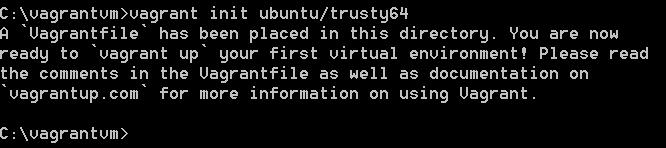 C:\vagrantvm>vagrant init ubuntu/trusty64
A `Vagrantfile` has been placed in this directory. You are now
ready to `vagrant up` your first virtual environment! Please read
the comments in the Vagrantfile as well as documentation on
`vagrantup.com` for more information on using Vagrant.
C:\vagrantvm>